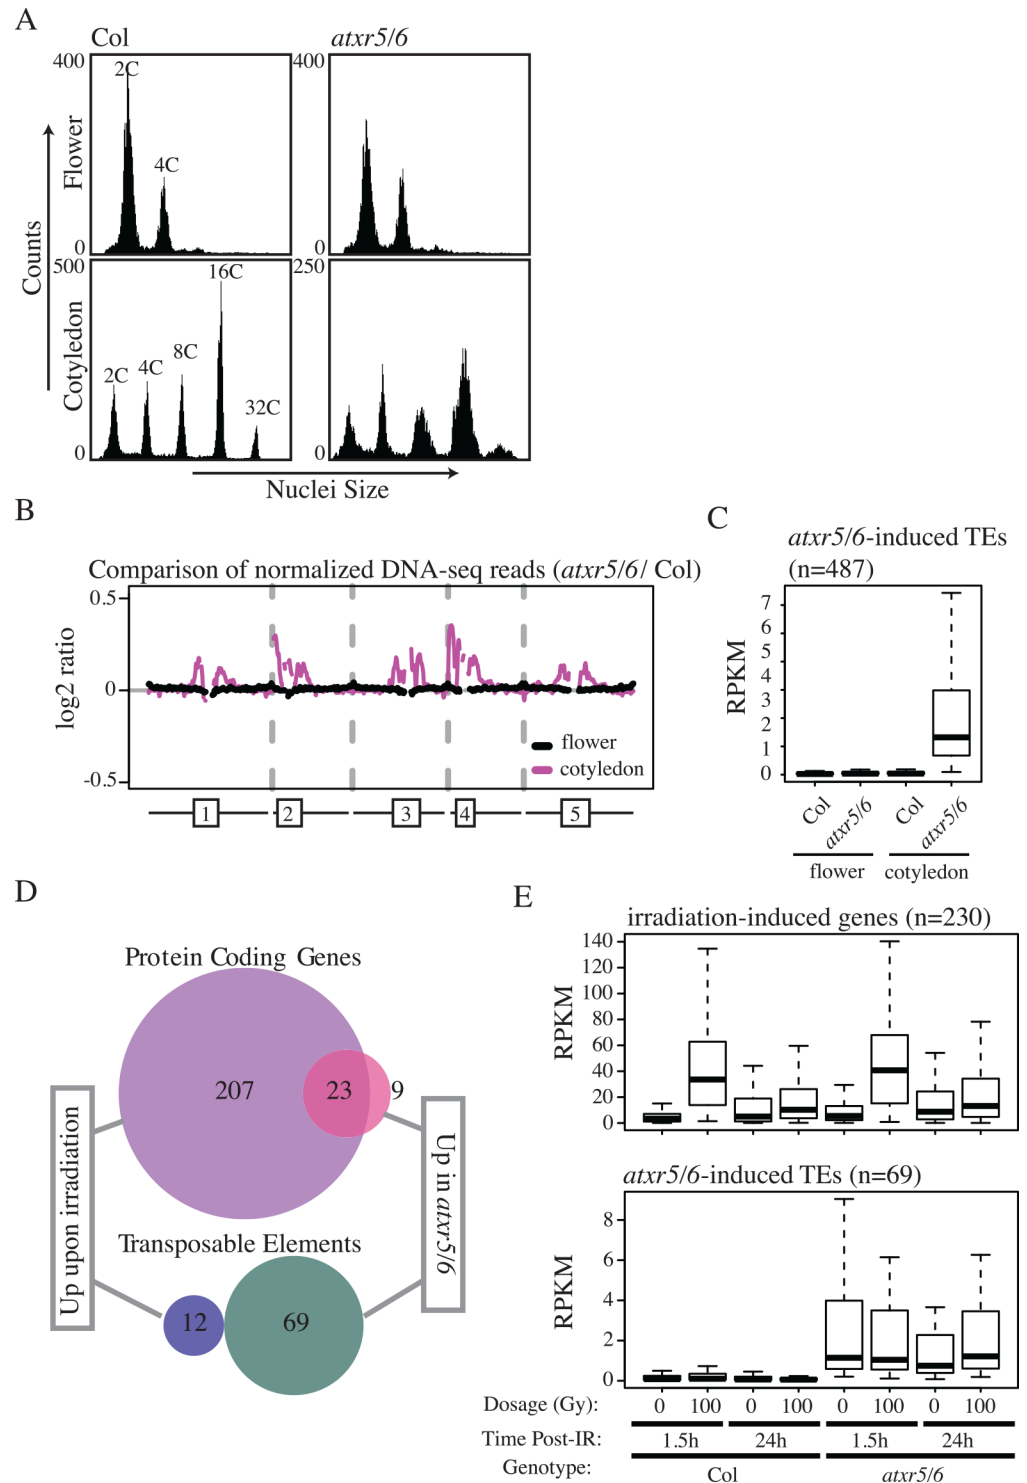 A
Col
atxr5/6
400
2C
4C
0
400
0
Flower
Counts
500
16C
8C
4C
2C
32C
0
250
0
Cotyledon
Nuclei Size
B
Comparison of normalized DNA-seq reads (atxr5/6/ Col)
0.5
0
-0.5
log2 ratio
flower
cotyledon
1
2
3
4
5
C
atxr5/6-induced TEs
(n=487)
7
6
5
4
3
2
1
0
RPKM
Col
atxr5/6
Col
atxr5/6
flower
cotyledon
D
Protein Coding Genes
207
23
9
Up upon irradiation
Up in atxr5/6
Transposable Elements
12
69
E
irradiation-induced genes (n=230)
140
120
100
80
60
40
20
0
RPKM
atxr5/6-induced TEs (n=69)
8
6
4
2
0
RPKM
Dosage (Gy): 0 100 0 100 0 100 0 100
Time Post-IR: 1.5h 24h 1.5h 24h
Genotype: Col atxr5/6